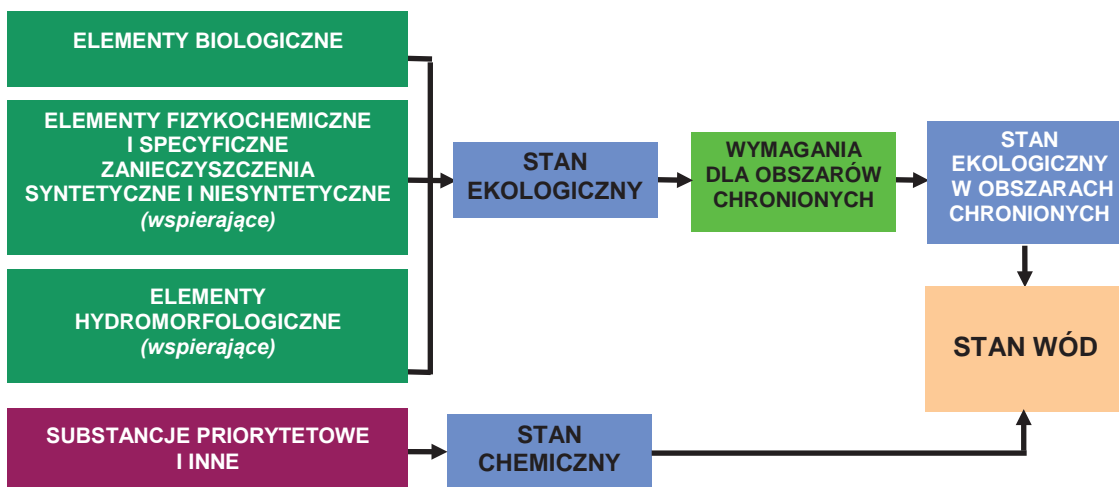 ELEMENTY BIOLOGICZNE
ELEMENTY FIZYKOCHEMICZNE
I SPECYFICZNE
ZANIECZYSZCZENIA
SYNTETYCZNE I NIESYNTETYCZNE
(wspierające)
ELEMENTY
HYDROMORFOLOGICZNE
(wspierające)
SUBSTANCJE PRIORYTETOWE
I INNE
STAN
EKOLOGICZNY
STAN
CHEMICZNY
WYMAGANIA
DLA OBSZARÓW
CHRONIONYCH
STAN
EKOLOGICZNY
W OBSZARACH
CHRONIONYCH
STAN WÓD